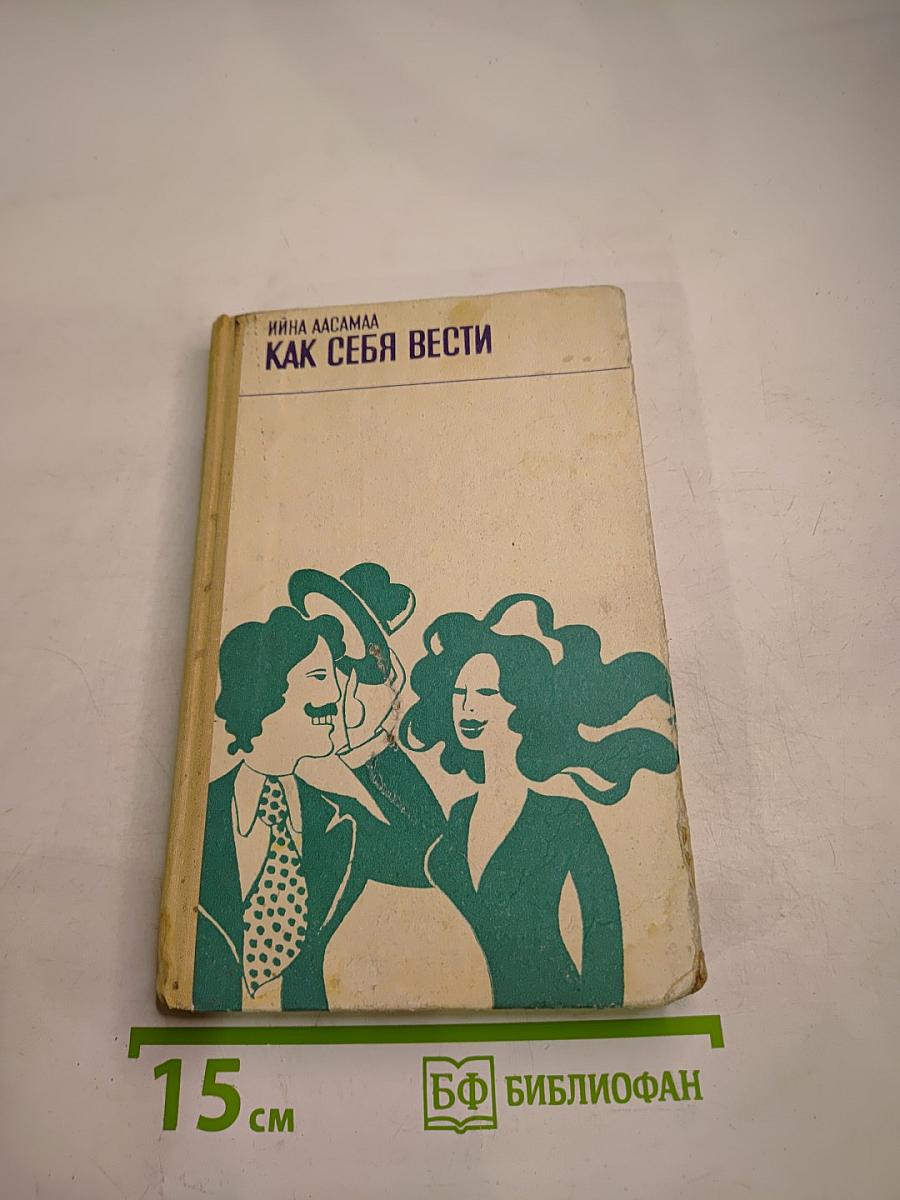 ИЙНА ААСАМАА
КАК СЕБЯ ВЕСТИ
15 см
БФ БИБЛИОФАН